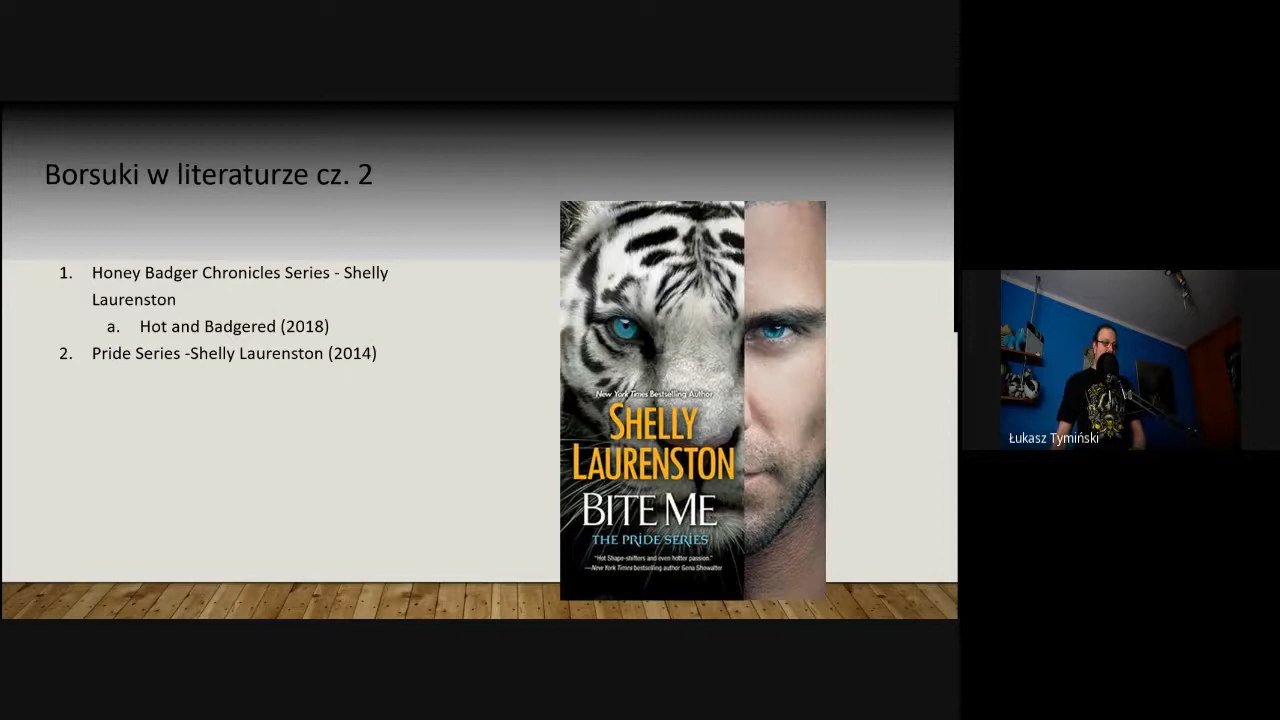 Borsuki w literaturze cz. 2
1. Honey Badger Chronicles Series - Shelly
Laurenston
a. Hot and Badgered (2018)
2. Pride Series -Shelly Laurenston (2014)
New York Times Bestselling Author
SHELLY
LAURENSTON
BITE ME
THE PRIDE SERIES
"Hot Shape-shifters and even hotter passion."
—New York Times bestselling author Gena Showalter
Łukasz Tymiński